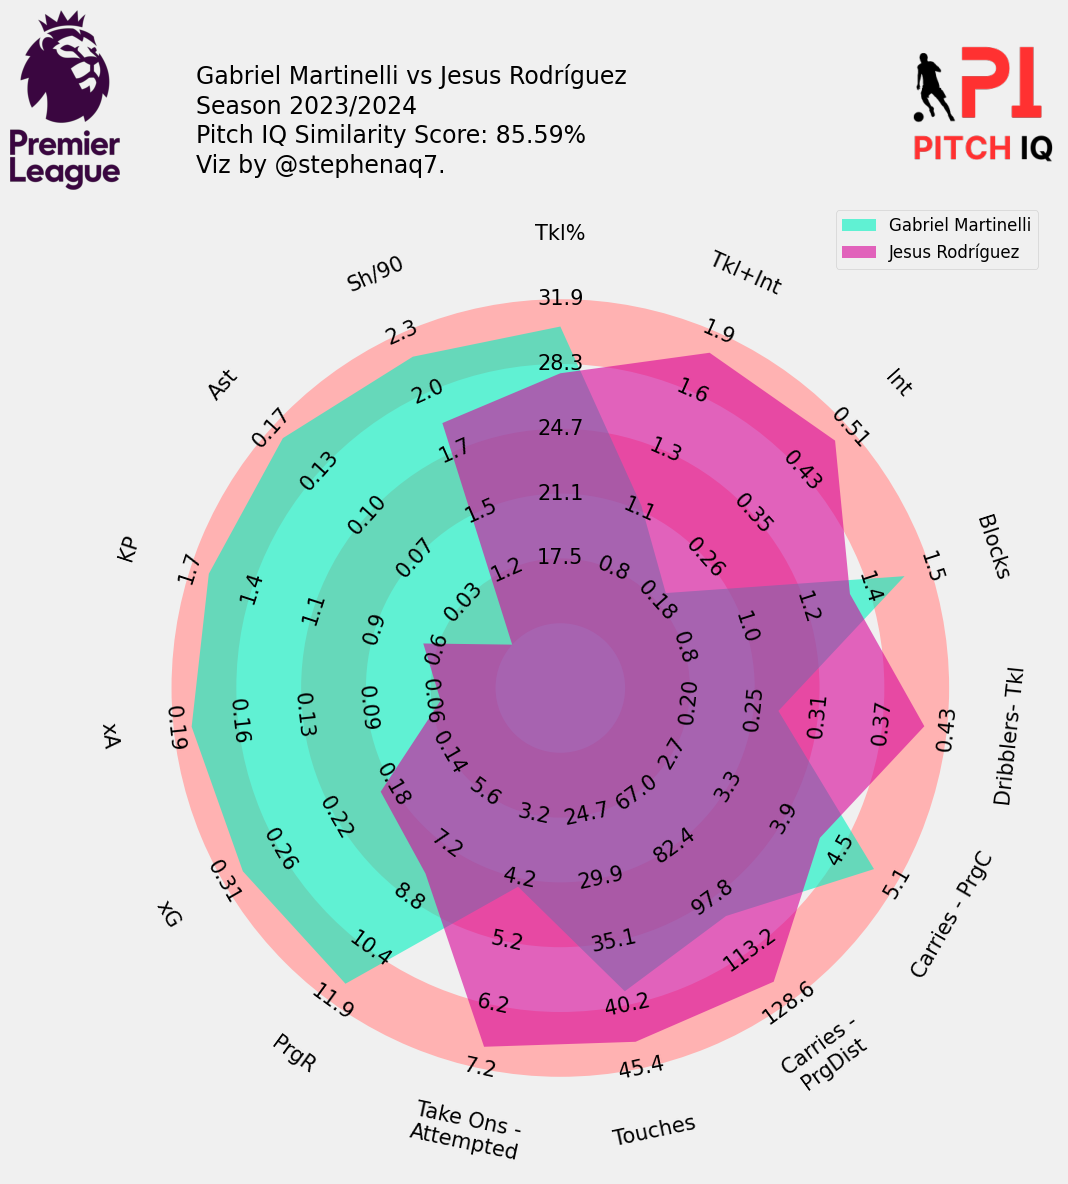 Premier
League
Gabriel Martinelli vs Jesus Rodríguez
Season 2023/2024
Pitch IQ Similarity Score: 85.59%
Viz by @stephenaq7.
PI
PITCH IQ
Gabriel Martinelli
Jesus Rodríguez
Tkl%
31.9
28.3
24.7
21.1
17.5
Tkl+Int
1.9
1.6
1.3
1.1
0.8
Int
0.51
0.43
0.35
0.26
0.18
Blocks
1.5
1.4
1.2
1.0
0.8
Dribblers- Tkl
0.43
0.37
0.31
0.25
0.20
Carries - PrgC
5.1
4.5
3.9
3.3
2.7
Carries -
PrgDist
128.6
113.2
97.8
82.4
67.0
Touches
45.4
40.2
35.1
29.9
24.7
Take Ons -
Attempted
7.2
6.2
5.2
4.2
3.2
PrgR
11.9
10.4
8.8
7.2
5.6
xG
0.31
0.26
0.22
0.18
0.14
xA
0.19
0.16
0.13
0.09
0.06
KP
1.7
1.4
1.1
0.9
0.6
Ast
0.17
0.13
0.10
0.07
0.03
Sh/90
2.3
2.0
1.7
1.5
1.2